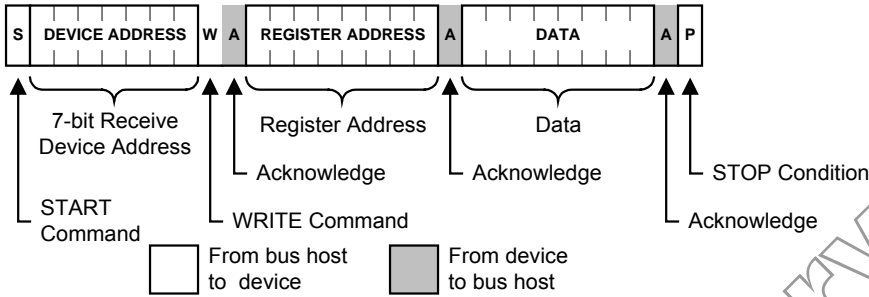 S DEVICE ADDRESS W A REGISTER ADDRESS A DATA A P
7-bit Receive
Device Address
Register Address
Data
Acknowledge
Acknowledge
STOP Condition
START
Command
WRITE Command
Acknowledge
From bus host
to device
From device
to bus host